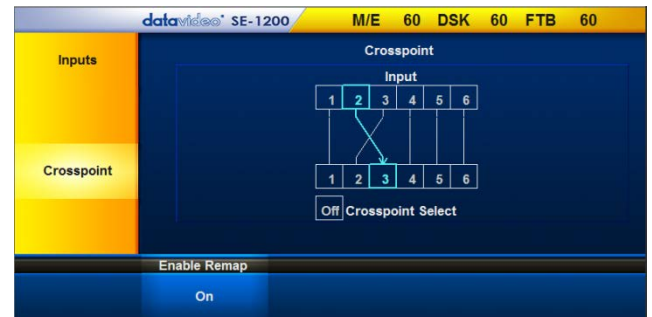 datavideo SE-1200 M/E 60 DSK 60 FTB 60
Inputs
Crosspoint
Crosspoint
Input
1 2 3 4 5 6
1 2 3 4 5 6
Off Crosspoint Select
Enable Remap
On